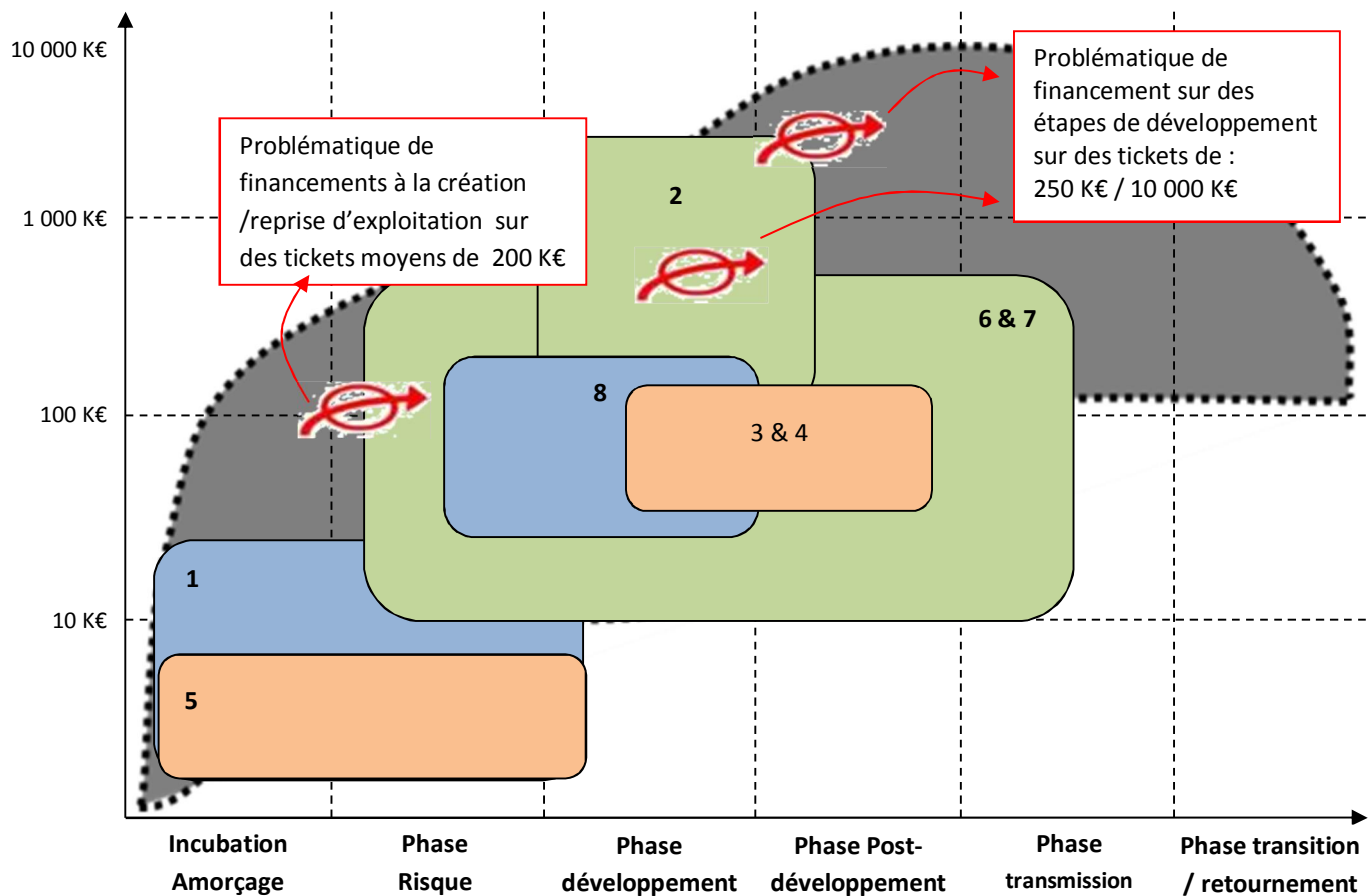 10 000 K€
Problématique de
financement sur des
étapes de développement
sur des tickets de :
250 K€ / 10 000 K€
Problématique de
financements à la création
/reprise d’exploitation sur
des tickets moyens de 200 K€
2
1 000 K€
6 & 7
8
100 K€
3 & 4
1
10 K€
5
Incubation
Amorçage
Phase
Risque
Phase
développement
Phase Post-
développement
Phase
transmission
Phase transition
/ retournement